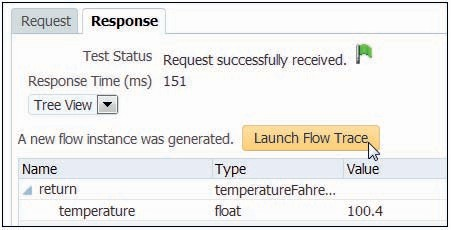 Request Response
Test Status Request successfully received.
Response Time (ms) 151
Tree View
A new flow instance was generated. Launch Flow Trace
Name Type Value
return temperatureFahre...
temperature float 100.4